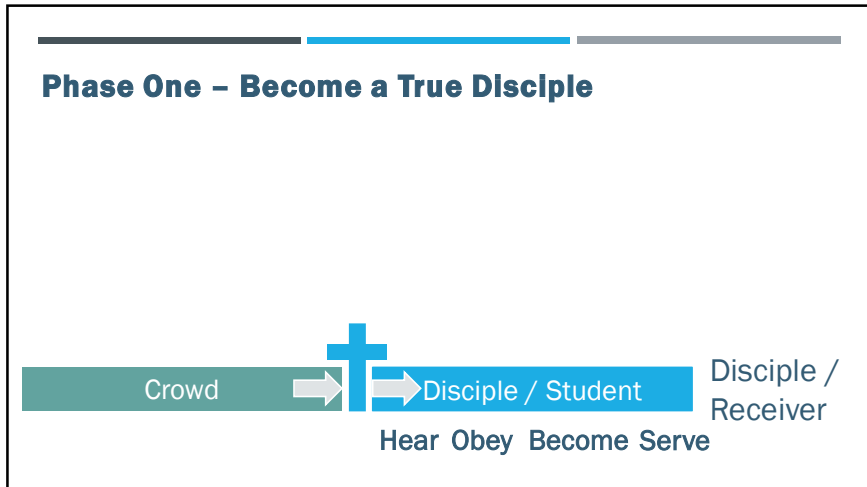 Phase One – Become a True Disciple
Crowd
Disciple / Student
Disciple /
Receiver
Hear Obey Become Serve